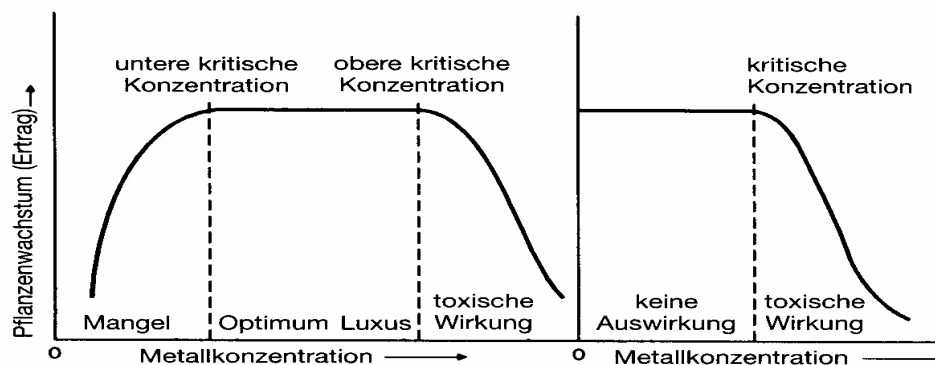 Pflanzenwachstum (Ertrag)
untere kritische
Konzentration
obere kritische
Konzentration
Mangel
Optimum
Luxus
toxische
Wirkung
0
Metallkonzentration
kritische
Konzentration
keine
Auswirkung
toxische
Wirkung
0
Metallkonzentration